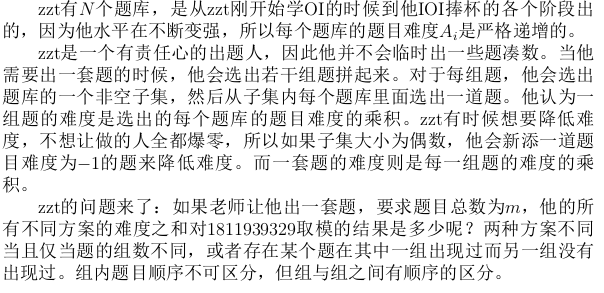 zzt有N个题库，是从zzt刚开始学OI的时候到他IOI捧杯的各个阶段出
的，因为他水平在不断变强，所以每个题库的题目难度A_i是严格递增的。
zzt是一个有责任心的出题人，因此他并不会临时出一些题凑数。当他
需要出一套题的时候，他会选出若干组题拼起来。对于每组题，他会选出
题库的一个非空子集，然后从子集内每个题库里面选出一道题。他认为一
组题的难度是选出的每个题库的题目难度的乘积。zzt有时候想要降低难
度，不想让做的人全都爆零，所以如果子集大小为偶数，他会新添一道题
目难度为−1的题来降低难度。而一套题的难度则是每一组题的难度的乘
积。
zzt的问题来了：如果老师让他出一套题，要求题目总数为m，他的所
有不同方案的难度之和对1811939329取模的结果是多少呢？两种方案不同
当且仅当题的组数不同，或者存在某个题在其中一组出现过而另一组没有
出现过。组内题目顺序不可区分，但组与组之间有顺序的区分。